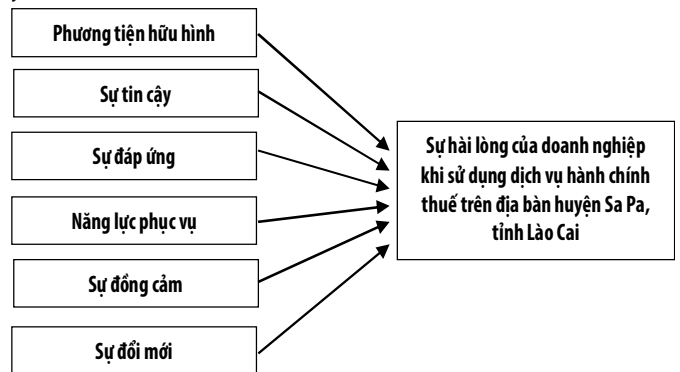 Phương tiện hữu hình
Sự tin cậy
Sự đáp ứng
Năng lực phục vụ
Sự đồng cảm
Sự đổi mới
Sự hài lòng của doanh nghiệp
khi sử dụng dịch vụ hành chính
thuế trên địa bàn huyện Sa Pa,
tỉnh Lào Cai